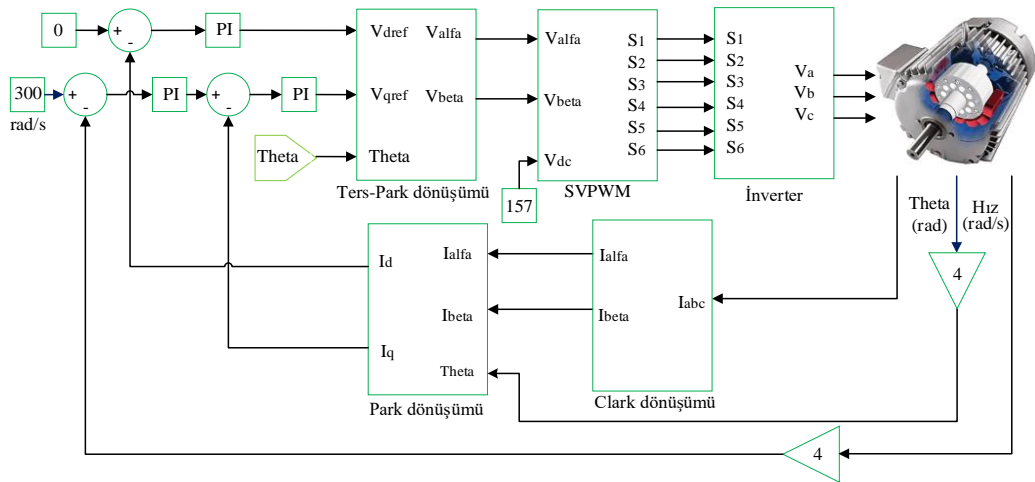 0
+
-
PI
300
rad/s
+
-
PI
+
-
PI
Theta
Vdref
Vqref
Theta
Valfa
Vbeta
Ters-Park dönüşümü
Valfa
Vbeta
Vdc
157
S1
S2
S3
S4
S5
S6
SVPWM
S1
S2
S3
S4
S5
S6
Va
Vb
Vc
İnverter
Theta
(rad)
Hız
(rad/s)
4
Id
Iq
Ialfa
Ibeta
Theta
Park dönüşümü
Ialfa
Ibeta
Iabc
Clark dönüşümü
4